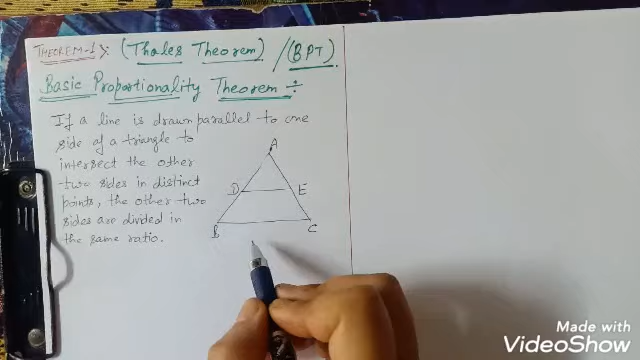 THEOREM-1 :- (Thales Theorem) / (BPT)
Basic Proportionality Theorem ÷
If a line is drawn parallel to one
side of a triangle to
intersect the other
two sides in distinct
points, the other two
sides are divided in
the same ratio.
A
D E
B C
Made with
VivaShow
VideoShow